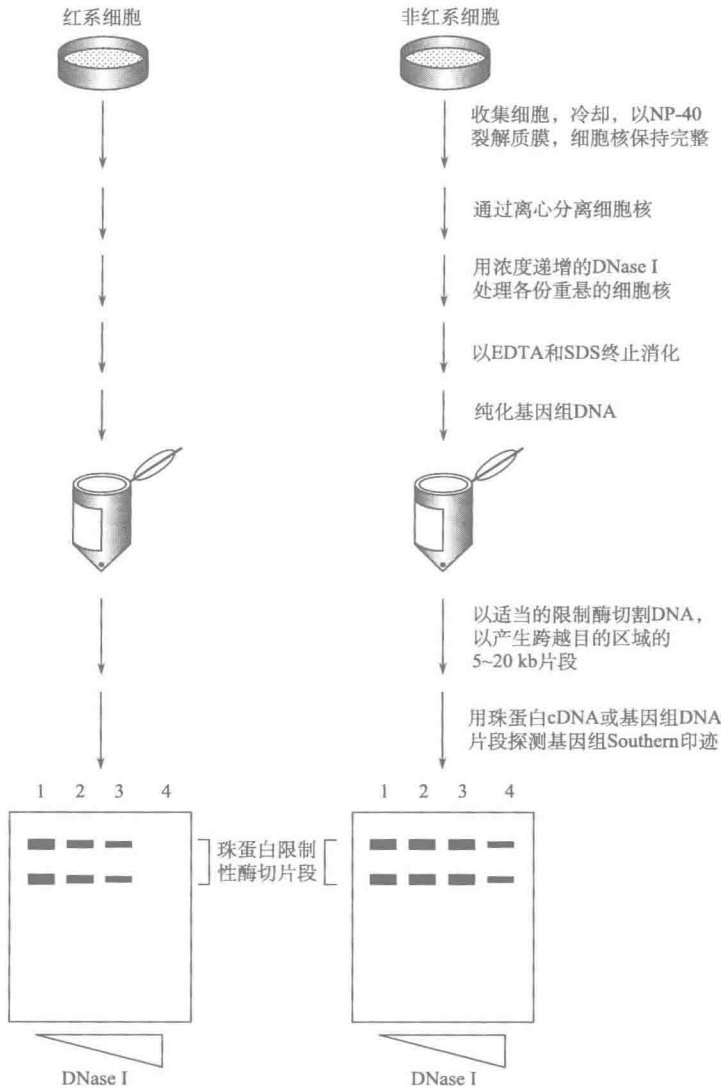 红系细胞
非红系细胞
收集细胞，冷却，以NP-40
裂解质膜，细胞核保持完整
通过离心分离细胞核
用浓度递增的DNase I
处理各份重悬的细胞核
以EDTA和SDS终止消化
纯化基因组DNA
以适当的限制酶切割DNA，
以产生跨越目的区域的
5~20 kb片段
用珠蛋白cDNA或基因组DNA
片段探测基因组Southern印迹
1 2 3 4
1 2 3 4
珠蛋白限制
性酶切片段
DNase I
DNase I